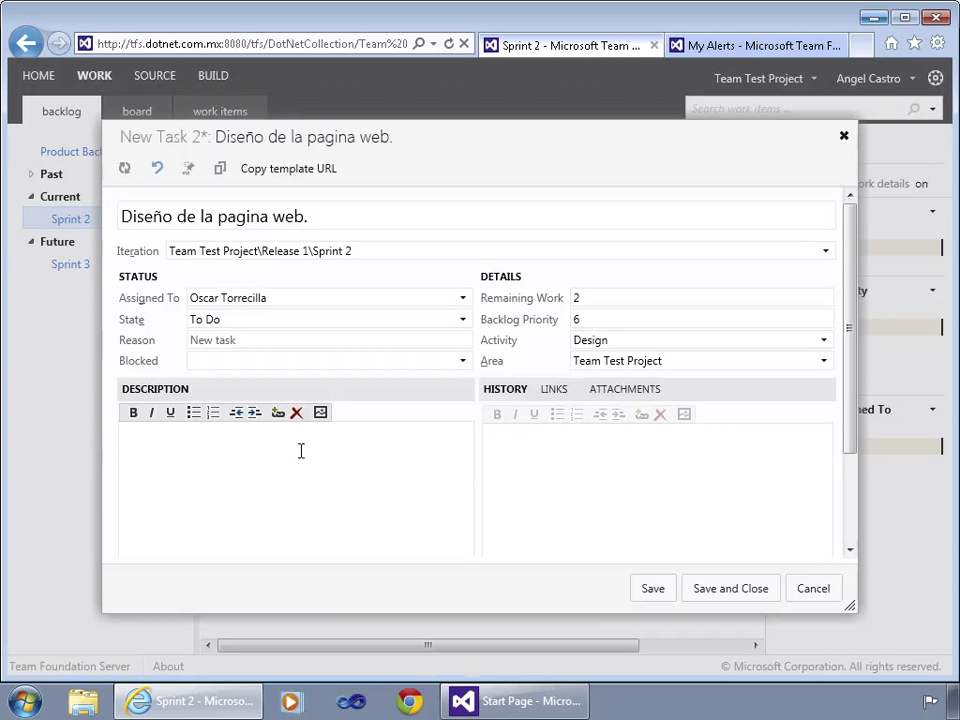 http://tfs.dotnet.com.mx:8080/tfs/DotNetCollection/Team%20
Sprint 2 - Microsoft Team ...
My Alerts - Microsoft Team F...
HOME WORK SOURCE BUILD
Team Test Project
Angel Castro
backlog board work items
Search work items
New Task 2*: Diseño de la pagina web.
Product Bac
Copy template URL
Past
rk details on
Current
Sprint 2
Diseño de la pagina web.
Future
Iteration Team Test Project\Release 1\Sprint 2
Sprint 3
STATUS DETAILS
Assigned To Oscar Torrecilla Remaining Work 2
ty
State To Do Backlog Priority 6
Reason New task Activity Design
Blocked Area Team Test Project
DESCRIPTION HISTORY LINKS ATTACHMENTS
ed To
B I U B I U
Save Save and Close Cancel
Team Foundation Server About
© Microsoft Corporation. All rights reserved.
Sprint 2 - Microso...
Start Page - Micro...